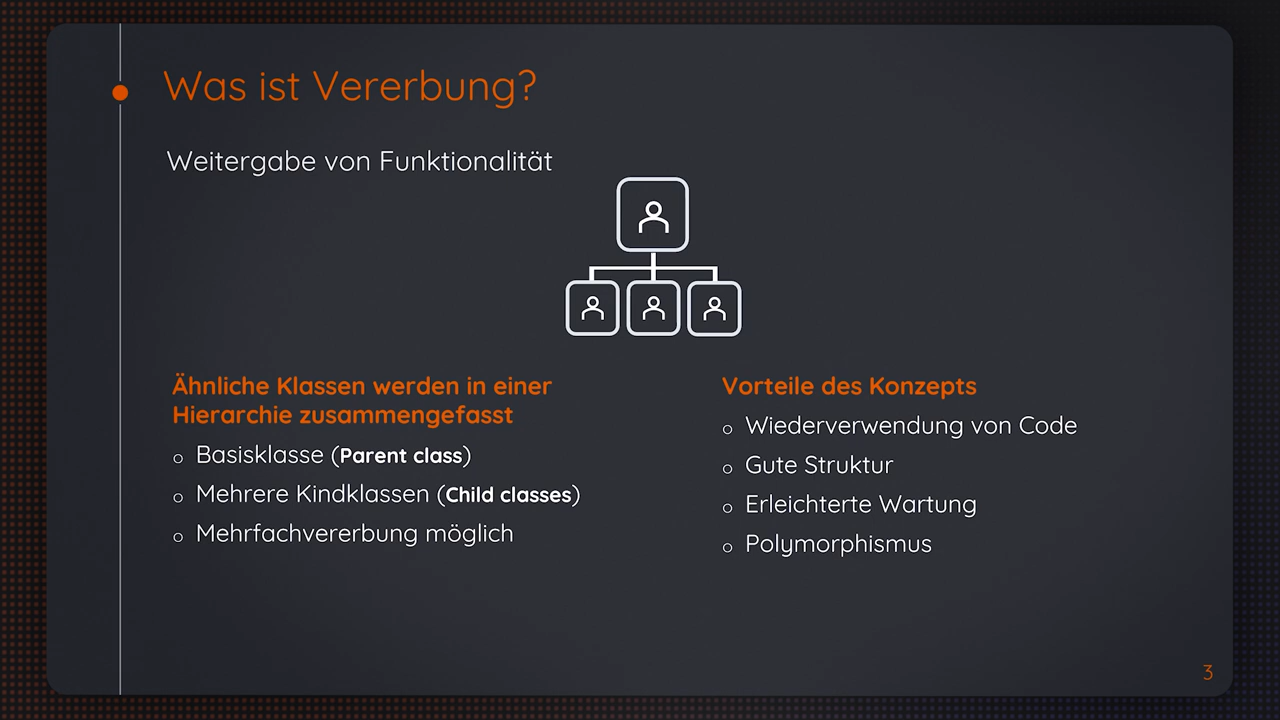 Was ist Vererbung?
Weitergabe von Funktionalität
Ähnliche Klassen werden in einer
Hierarchie zusammengefasst
Basisklasse (Parent class)
Mehrere Kindklassen (Child classes)
Mehrfachvererbung möglich
Vorteile des Konzepts
Wiederverwendung von Code
Gute Struktur
Erleichterte Wartung
Polymorphismus
3